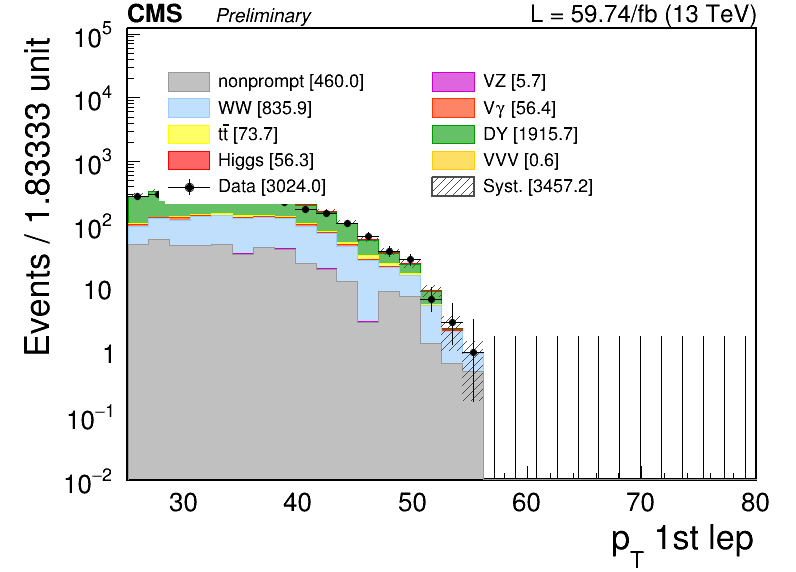 CMS Preliminary L = 59.74/fb (13 TeV)
Events / 1.83333 unit
10^5
10^4
10^3
10^2
10
1
10^−1
10^−2
nonprompt [460.0]
WW [835.9]
tt̄ [73.7]
Higgs [56.3]
Data [3024.0]
VZ [5.7]
Vγ [56.4]
DY [1915.7]
VVV [0.6]
Syst. [3457.2]
30 40 50 60 70 80
p_T 1st lep